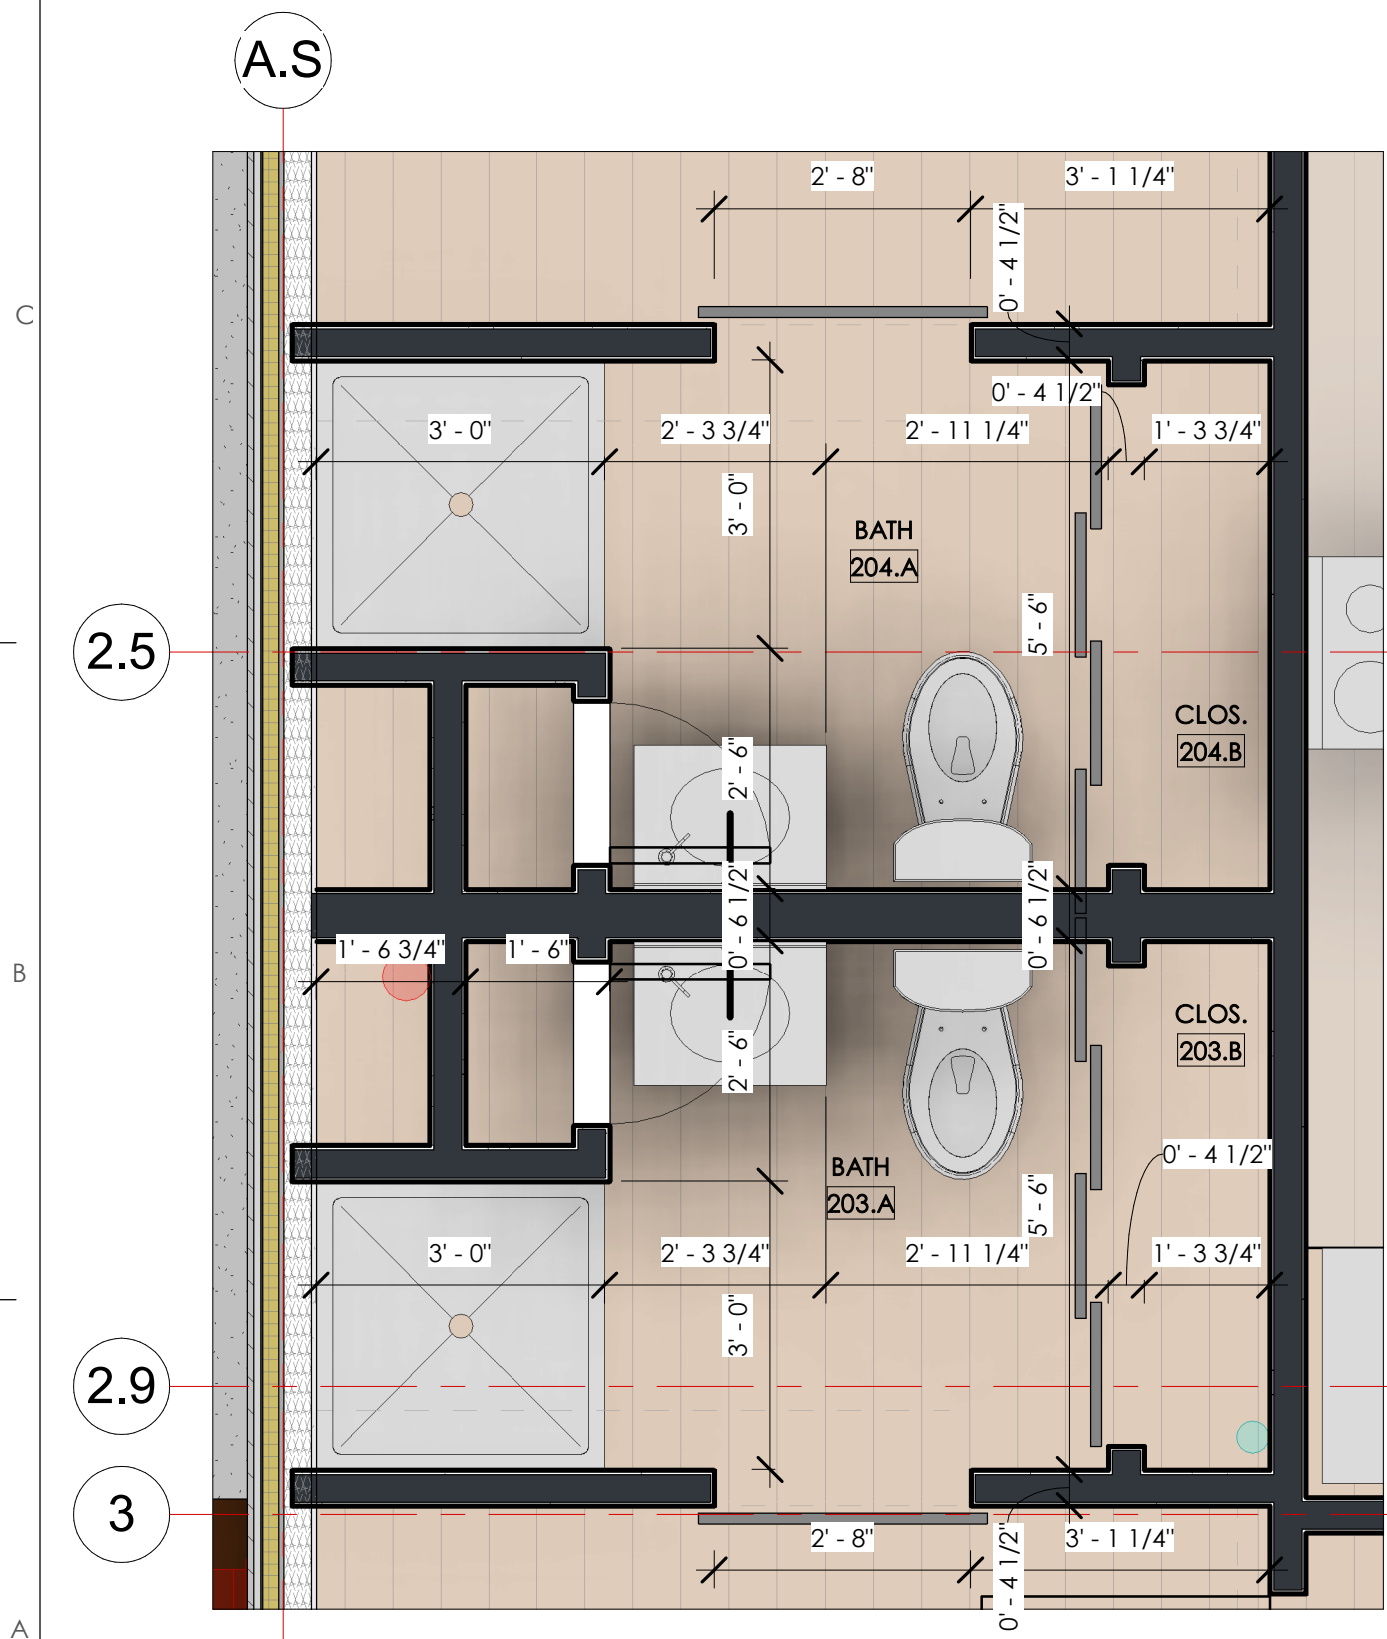 A.S
2' - 8"
3' - 1 1/4"
0' - 4 1/2"
C
0' - 4 1/2"
3' - 0"
2' - 3 3/4"
2' - 11 1/4"
1' - 3 3/4"
3' - 0"
BATH
204.A
5' - 6"
2.5
CLOS.
204.B
2' - 6"
0' - 6 1/2"
0' - 6 1/2"
1' - 6 3/4"
1' - 6"
B
CLOS.
203.B
2' - 6"
BATH
203.A
0' - 4 1/2"
5' - 6"
3' - 0"
2' - 3 3/4"
2' - 11 1/4"
1' - 3 3/4"
3' - 0"
2.9
3
2' - 8"
0' - 4 1/2"
3' - 1 1/4"
A